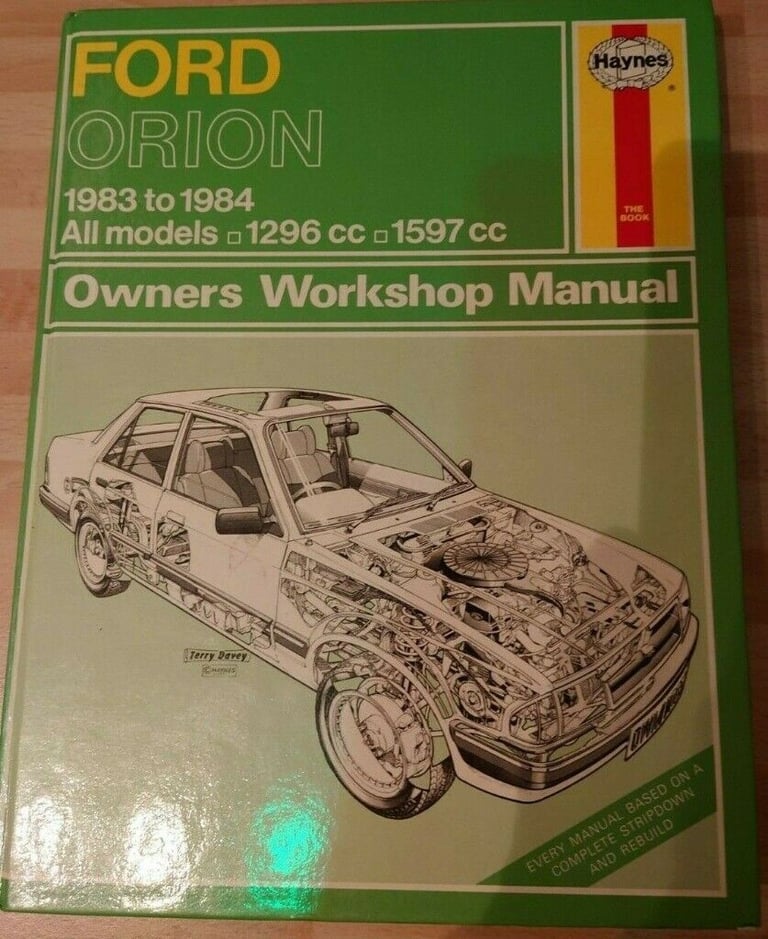 FORD
ORION
1983 to 1984
All models □ 1296 cc □ 1597 cc
Haynes
®
THE
BOOK
Owners Workshop Manual
Terry Davey
© HAYNES
EVERY MANUAL BASED ON A
COMPLETE STRIPDOWN
AND REBUILD